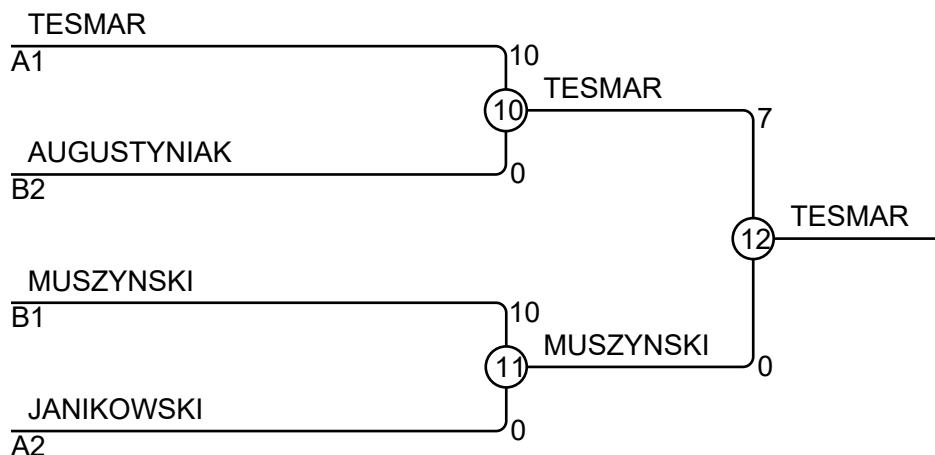 TESMAR
A1
10
10
TESMAR
AUGUSTYNIAK
B2
0
7
12
TESMAR
MUSZYNSKI
B1
10
11
MUSZYNSKI
0
JANIKOWSKI
A2
0